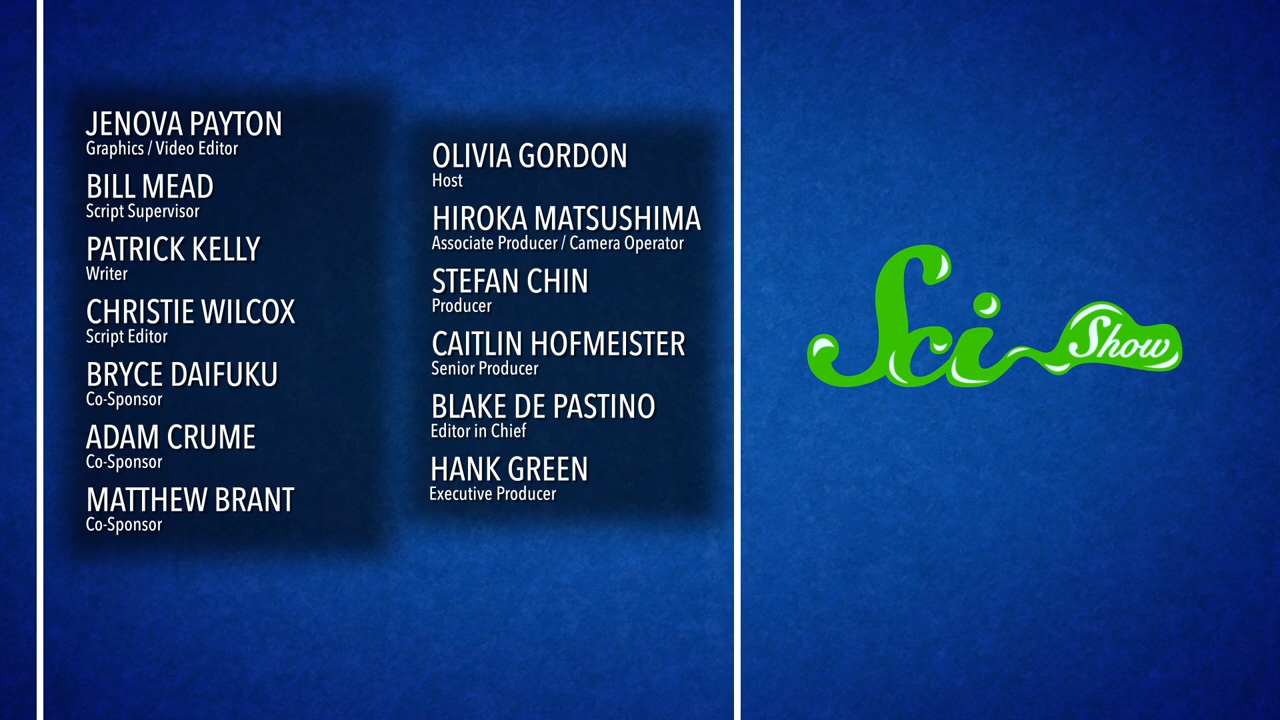 JENOVA PAYTON
Graphics / Video Editor
BILL MEAD
Script Supervisor
PATRICK KELLY
Writer
CHRISTIE WILCOX
Script Editor
BRYCE DAIFUKU
Co-Sponsor
ADAM CRUME
Co-Sponsor
MATTHEW BRANT
Co-Sponsor
OLIVIA GORDON
Host
HIROKA MATSUSHIMA
Associate Producer / Camera Operator
STEFAN CHIN
Producer
CAITLIN HOFMEISTER
Senior Producer
BLAKE DE PASTINO
Editor in Chief
HANK GREEN
Executive Producer
Sci Show